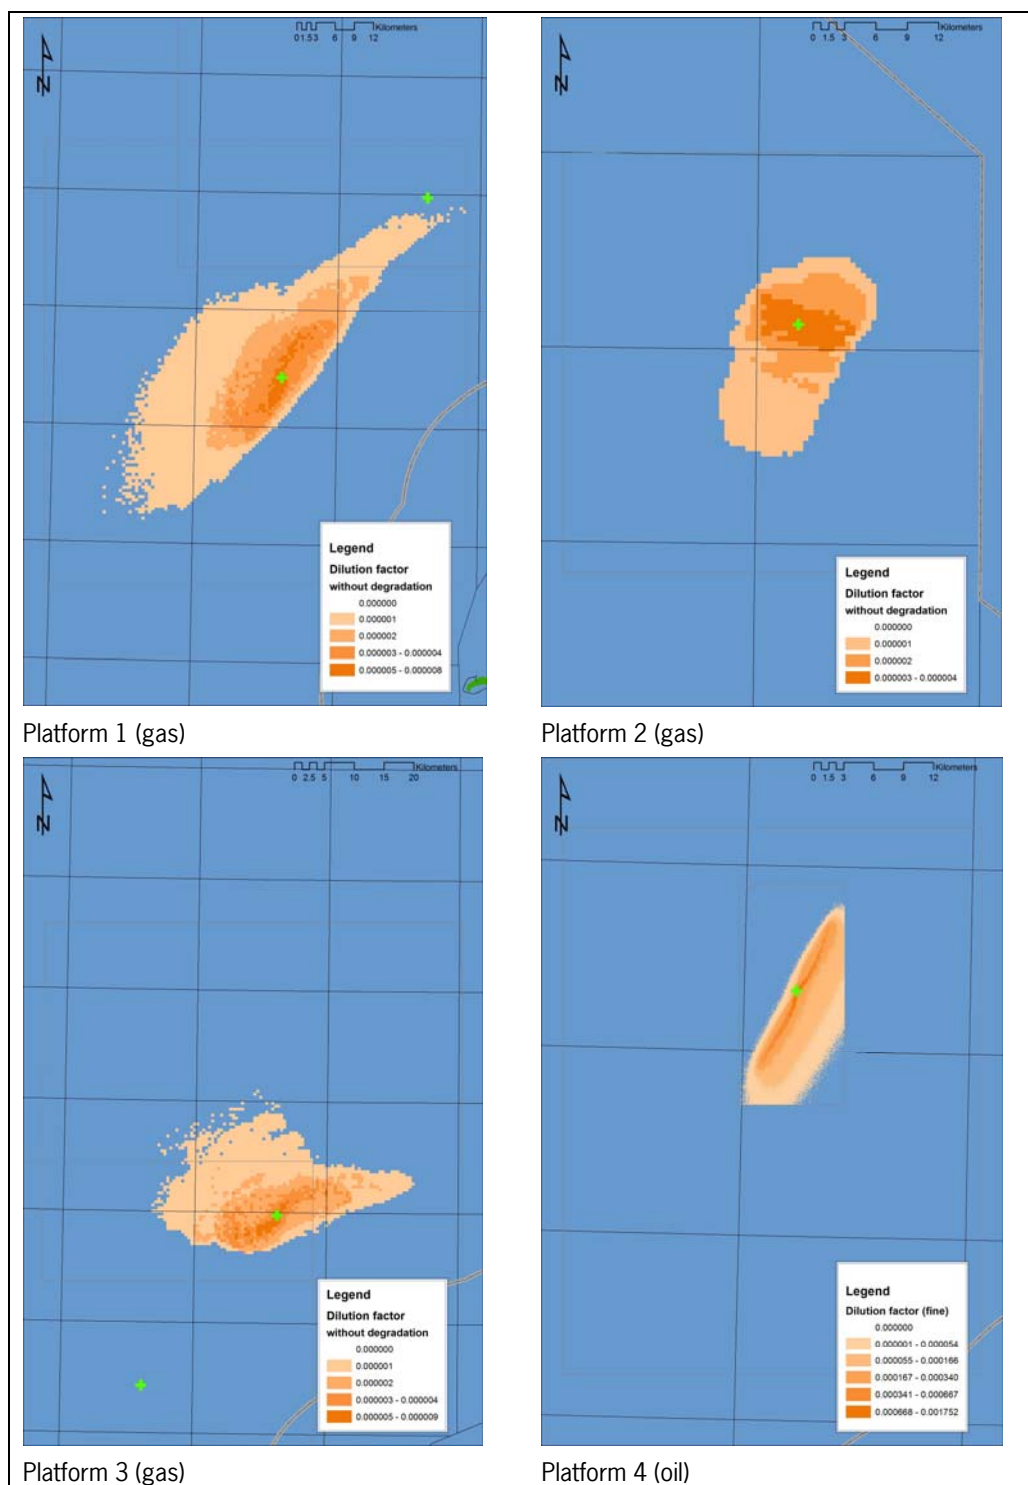 Kilometers
0 1.5 3 6 9 12
N
Legend
Dilution factor
without degradation
0.000000
0.000001
0.000002
0.000003 - 0.000004
0.000005 - 0.000008
Platform 1 (gas)
Kilometers
0 1.5 3 6 9 12
N
Legend
Dilution factor
without degradation
0.000000
0.000001
0.000002
0.000003 - 0.000004
Platform 2 (gas)
Kilometers
0 2.5 5 10 15 20
N
Legend
Dilution factor
without degradation
0.000000
0.000001
0.000002
0.000003 - 0.000004
0.000005 - 0.000009
Platform 3 (gas)
Kilometers
0 1.5 3 6 9 12
N
Legend
Dilution factor (fine)
0.000000
0.000001 - 0.000054
0.000055 - 0.000166
0.000167 - 0.000340
0.000341 - 0.000667
0.000668 - 0.001752
Platform 4 (oil)